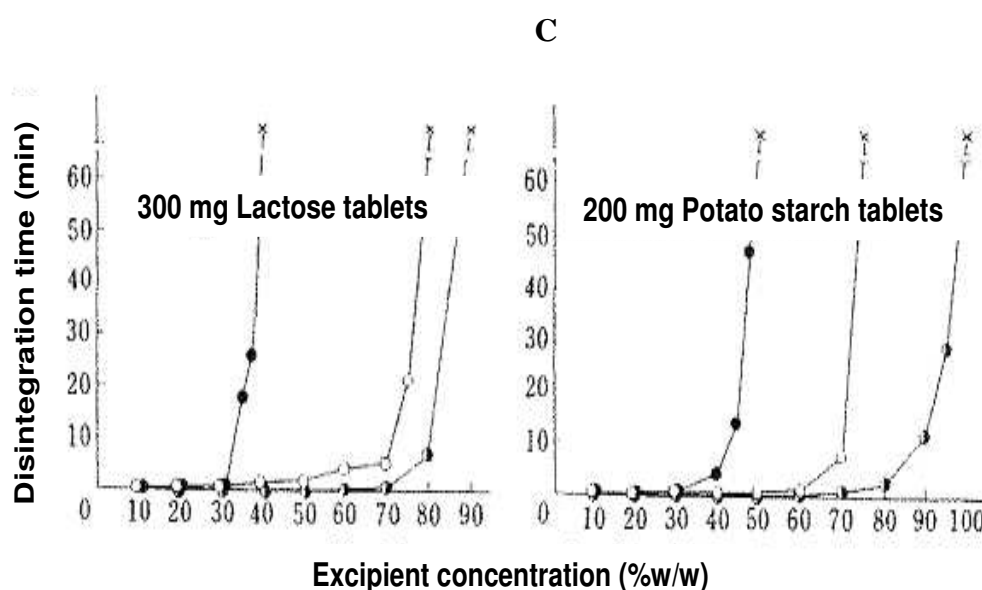 C
Disintegration time (min)
60
50
40
30
20
10
0
300 mg Lactose tablets
10 20 30 40 50 60 70 80 90
60
50
40
30
20
10
0
200 mg Potato starch tablets
10 20 30 40 50 60 70 80 90 100
Excipient concentration (%w/w)